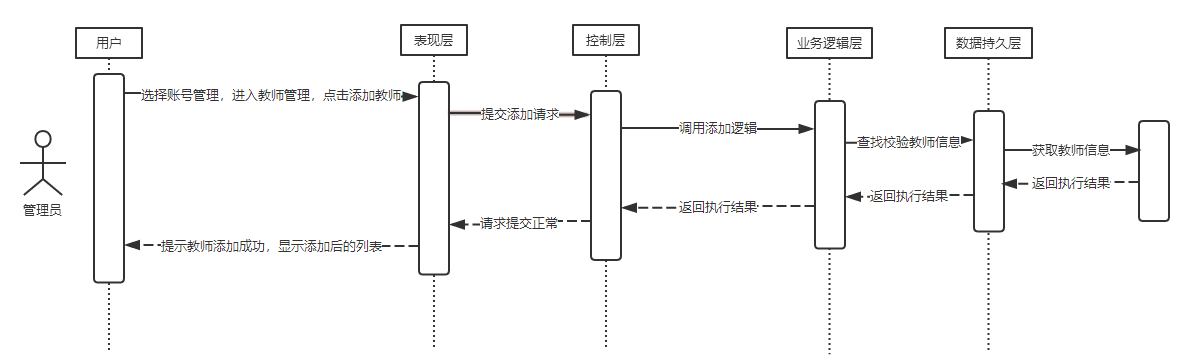 用户
表现层
控制层
业务逻辑层
数据持久层
选择账号管理，进入教师管理，点击添加教师
提交添加请求
调用添加逻辑
查找校验教师信息
获取教师信息
返回执行结果
返回执行结果
返回执行结果
请求提交正常
提示教师添加成功，显示添加后的列表
管理员